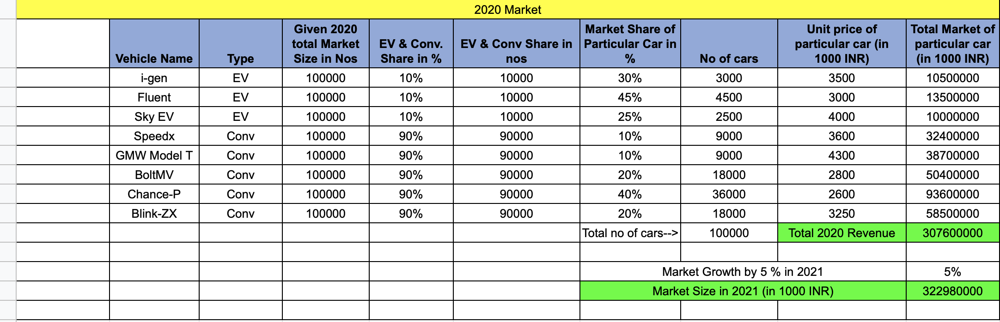 2020 Market
Vehicle Name Type Given 2020 total Market Size in Nos EV & Conv. Share in % EV & Conv Share in nos Market Share of Particular Car in % No of cars Unit price of particular car (in 1000 INR) Total Market of particular car (in 1000 INR)
i-gen EV 100000 10% 10000 30% 3000 3500 10500000
Fluent EV 100000 10% 10000 45% 4500 3000 13500000
Sky EV EV 100000 10% 10000 25% 2500 4000 10000000
Speedx Conv 100000 90% 90000 10% 9000 3600 32400000
GMW Model T Conv 100000 90% 90000 10% 9000 4300 38700000
BoltMV Conv 100000 90% 90000 20% 18000 2800 50400000
Chance-P Conv 100000 90% 90000 40% 36000 2600 93600000
Blink-ZX Conv 100000 90% 90000 20% 18000 3250 58500000
Total no of cars--> 100000 Total 2020 Revenue 307600000
Market Growth by 5 % in 2021 5%
Market Size in 2021 (in 1000 INR) 322980000